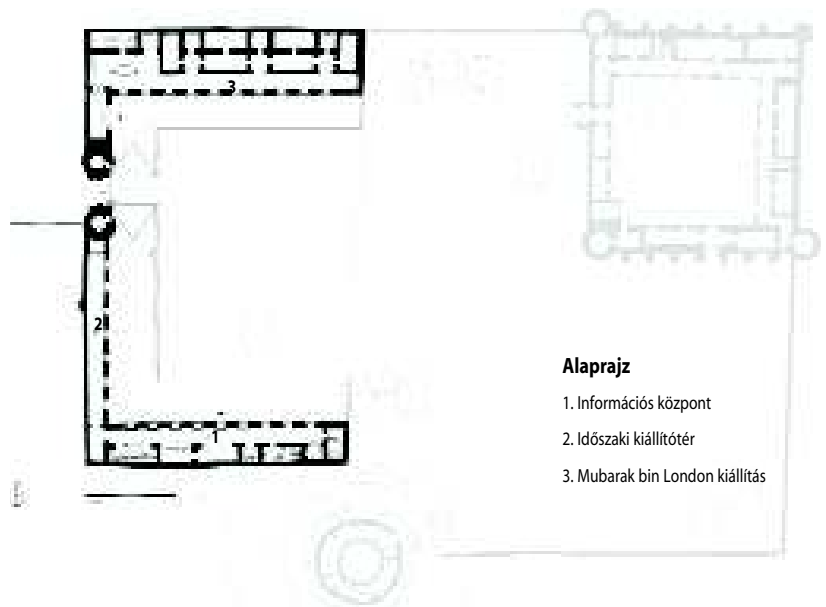 3
2
1
Alaprajz
1. Információs központ
2. Időszaki kiállítótér
3. Mubarak bin London kiállítás